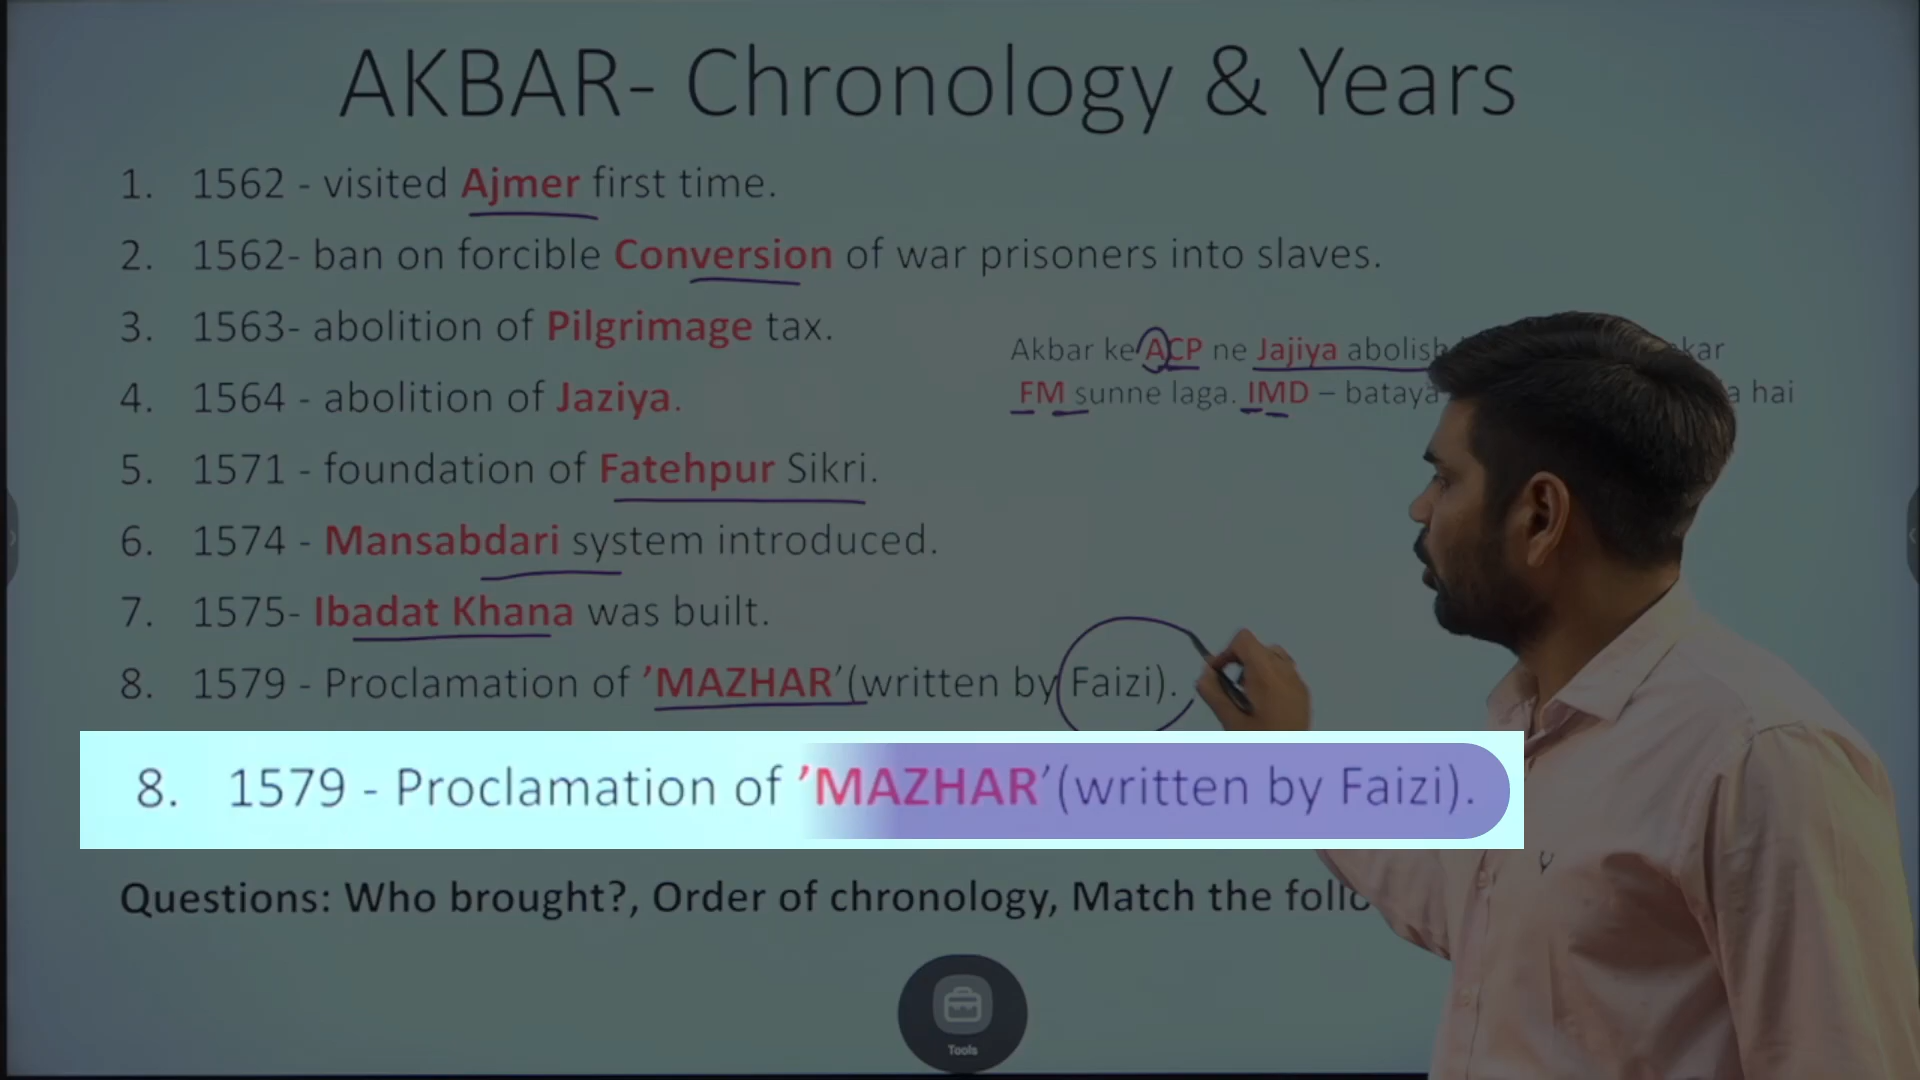 AKBAR- Chronology & Years
1. 1562 - visited Ajmer first time.
2. 1562- ban on forcible Conversion of war prisoners into slaves.
3. 1563- abolition of Pilgrimage tax.
Akbar ke ACP ne Jajiya abolish kar
4. 1564 - abolition of Jaziya.
FM sunne laga. IMD – bataya hai
5. 1571 - foundation of Fatehpur Sikri.
6. 1574 - Mansabdari system introduced.
7. 1575- Ibadat Khana was built.
8. 1579 - Proclamation of ’MAZHAR’(written by Faizi).
8. 1579 - Proclamation of ’MAZHAR’(written by Faizi).
Questions: Who brought?, Order of chronology, Match the follo
Tools